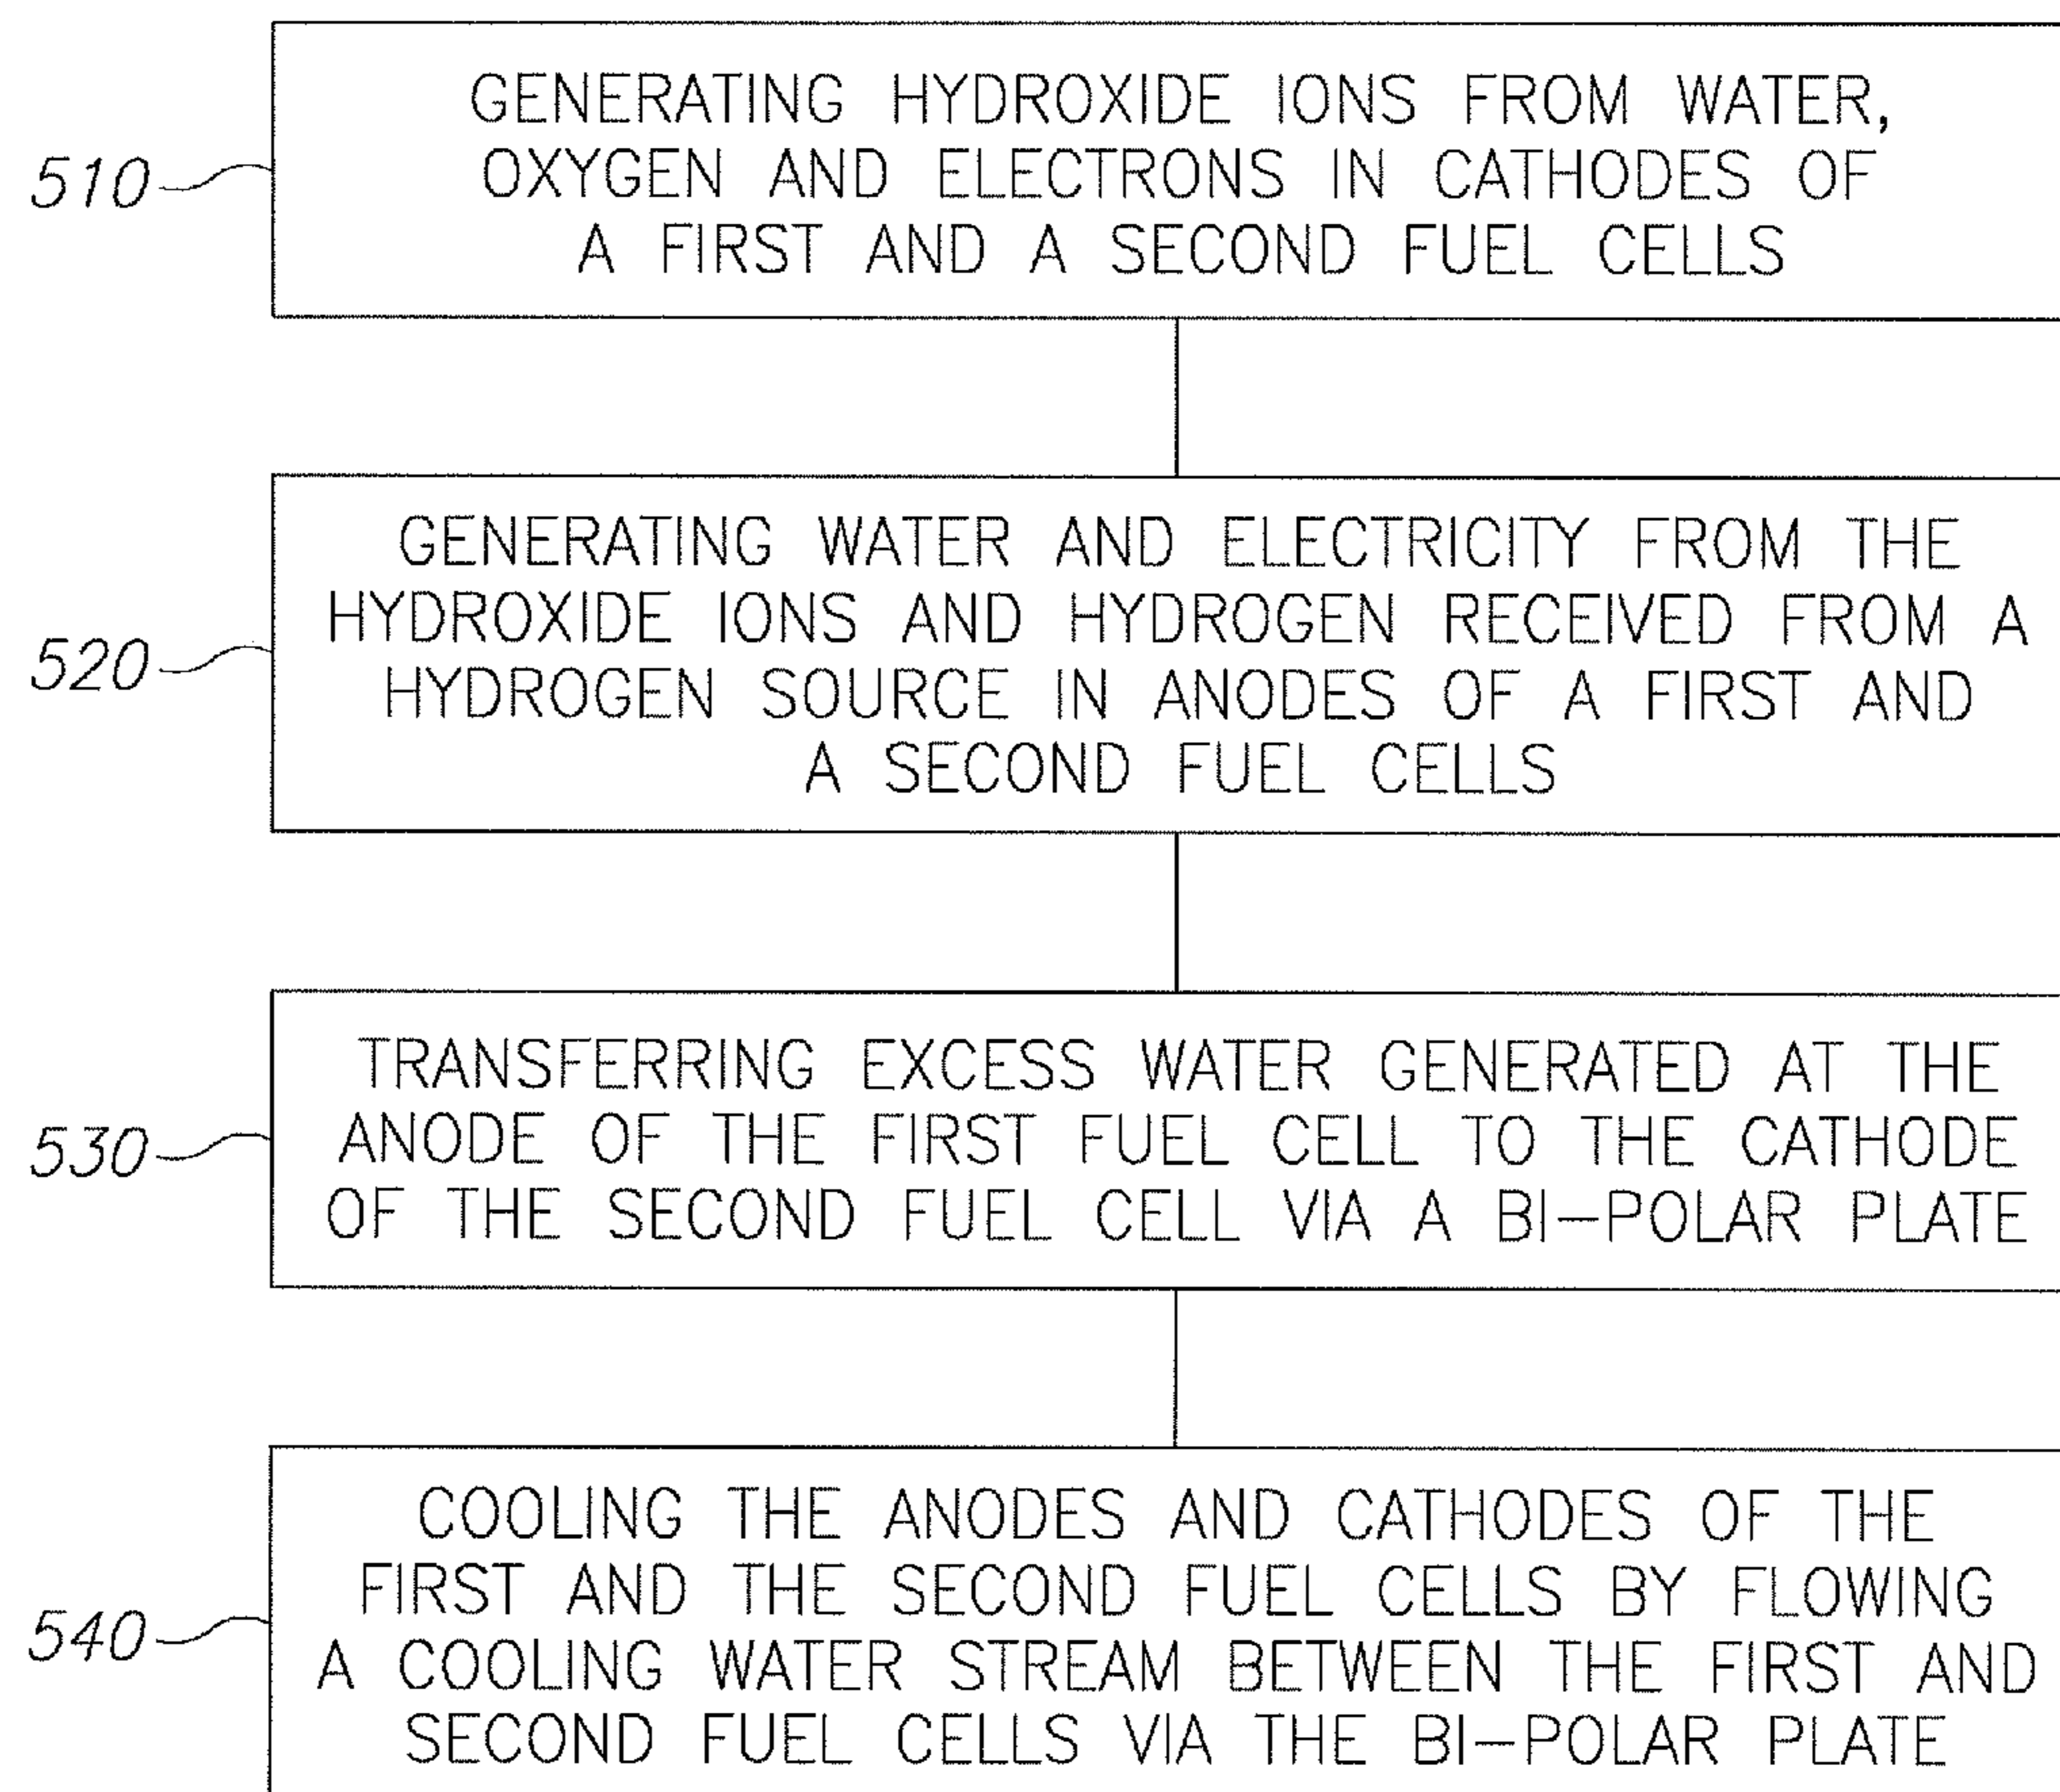 GENERATING HYDROXIDE IONS FROM WATER,
OXYGEN AND ELECTRONS IN CATHODES OF
A FIRST AND A SECOND FUEL CELLS
510
GENERATING WATER AND ELECTRICITY FROM THE
HYDROXIDE IONS AND HYDROGEN RECEIVED FROM A
HYDROGEN SOURCE IN ANODES OF A FIRST AND
A SECOND FUEL CELLS
520
TRANSFERRING EXCESS WATER GENERATED AT THE
ANODE OF THE FIRST FUEL CELL TO THE CATHODE
OF THE SECOND FUEL CELL VIA A BI–POLAR PLATE
530
COOLING THE ANODES AND CATHODES OF THE
FIRST AND THE SECOND FUEL CELLS BY FLOWING
A COOLING WATER STREAM BETWEEN THE FIRST AND
SECOND FUEL CELLS VIA THE BI–POLAR PLATE
540